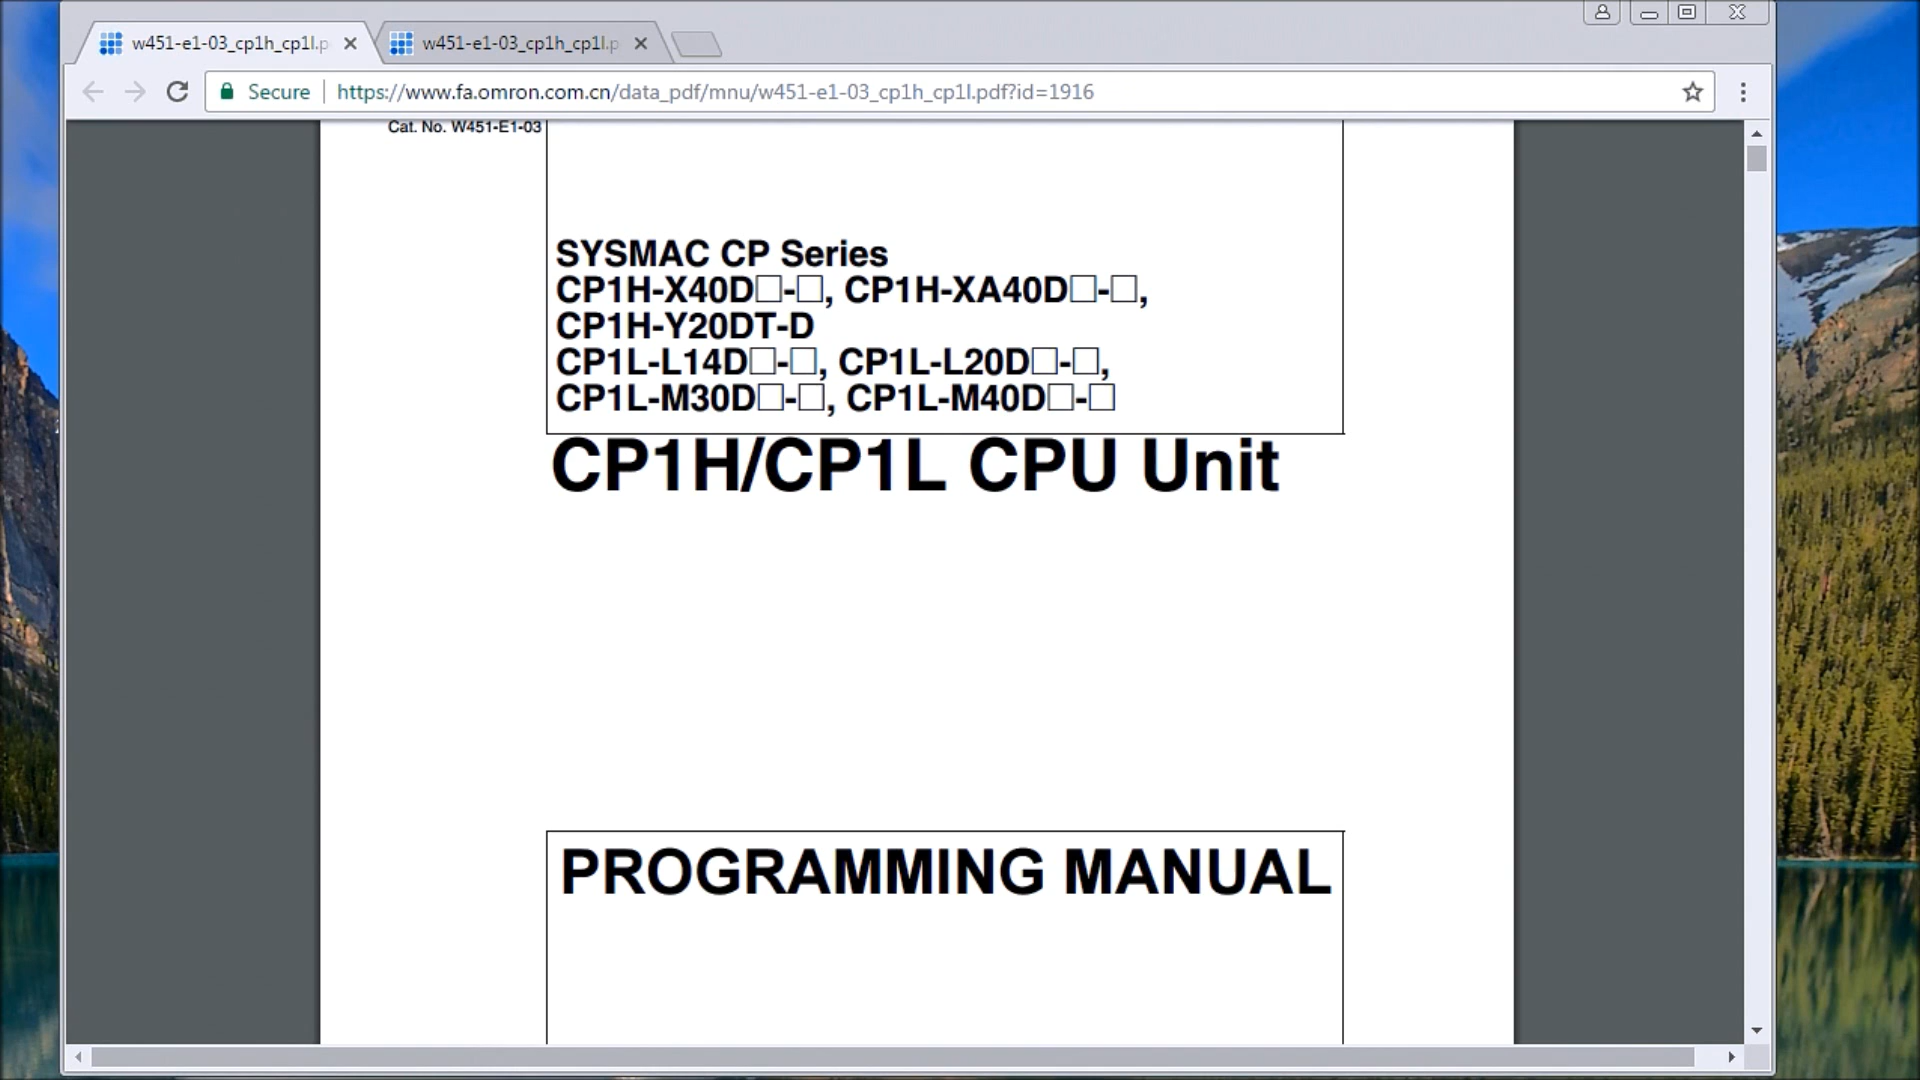 w451-e1-03_cp1h_cp1l.p
w451-e1-03_cp1h_cp1l.p
Secure
https://www.fa.omron.com.cn/data_pdf/mnu/w451-e1-03_cp1h_cp1l.pdf?id=1916
Cat. No. W451-E1-03
SYSMAC CP Series
CP1H-X40D□-□, CP1H-XA40D□-□,
CP1H-Y20DT-D
CP1L-L14D□-□, CP1L-L20D□-□,
CP1L-M30D□-□, CP1L-M40D□-□
CP1H/CP1L CPU Unit
PROGRAMMING MANUAL